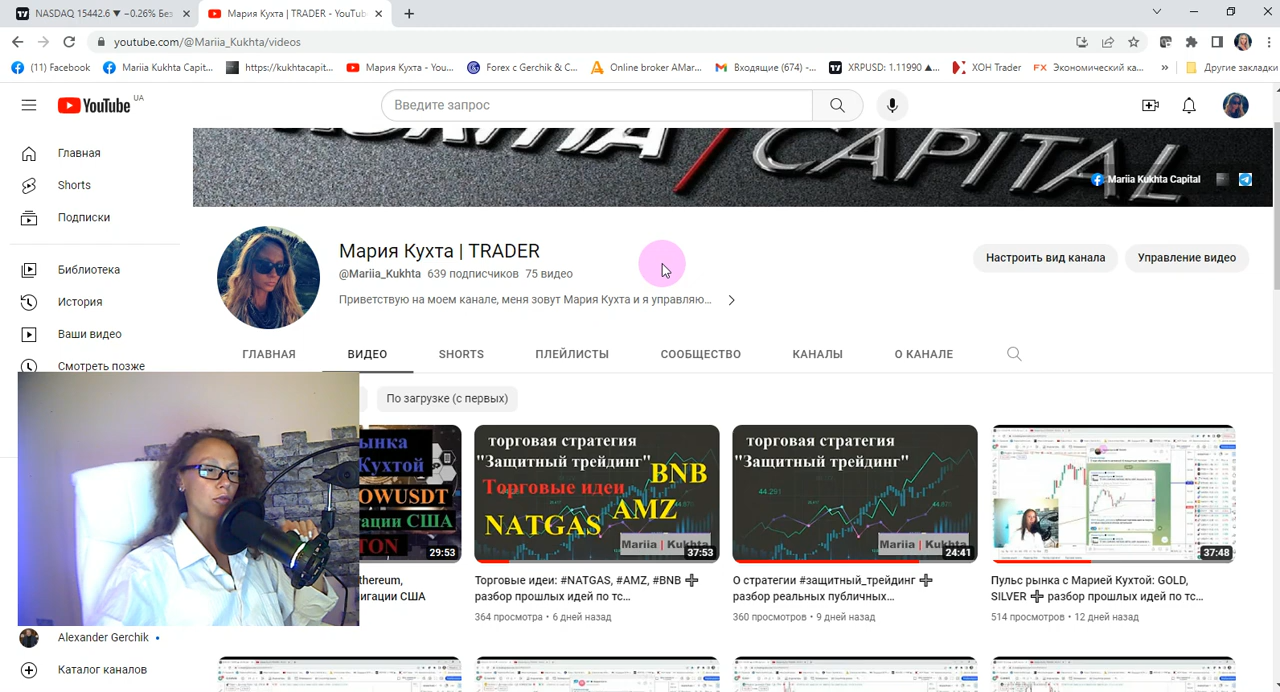 NASDAQ 15442.6 ▼ −0.26% Без
Мария Кухта | TRADER - YouTub
youtube.com/@Mariia_Kukhta/videos
(11) Facebook
Mariia Kukhta Capit...
https://kukhtacapit...
Мария Кухта - You...
Forex c Gerchik & C...
Online broker AMar...
Входящие (674) -...
XRPUSD: 1.11990 ▲...
XOH Trader
Экономический ка...
»
Другие закладки
YouTube UA
Введите запрос
CAPITAL
Mariia Kukhta Capital
Главная
Shorts
Подписки
Библиотека
История
Ваши видео
Смотреть позже
Мария Кухта | TRADER
@Mariia_Kukhta 639 подписчиков 75 видео
Приветствую на моем канале, меня зовут Мария Кухта и я управляю...
Настроить вид канала
Управление видео
ГЛАВНАЯ
ВИДЕО
SHORTS
ПЛЕЙЛИСТЫ
СООБЩЕСТВО
КАНАЛЫ
О КАНАЛЕ
По загрузке (с первых)
Кухтой
OWUSDT
США
TON
29:53
США
торговая стратегия
"Защитный трейдинг"
Торговые идеи
BNB
AMZ
NATGAS
Mariia | Kukhta
37:53
Торговые идеи: #NATGAS, #AMZ, #BNB ➕
разбор прошлых идей по тс...
364 просмотра • 6 дней назад
торговая стратегия
"Защитный трейдинг"
44.291
Mariia | Kukhta
24:41
О стратегии #защитный_трейдинг ➕
разбор реальных публичных...
360 просмотров • 9 дней назад
37:48
Пульс рынка с Марией Кухтой: GOLD,
SILVER ➕ разбор прошлых идей по тс...
514 просмотров • 12 дней назад
Alexander Gerchik •
Каталог каналов